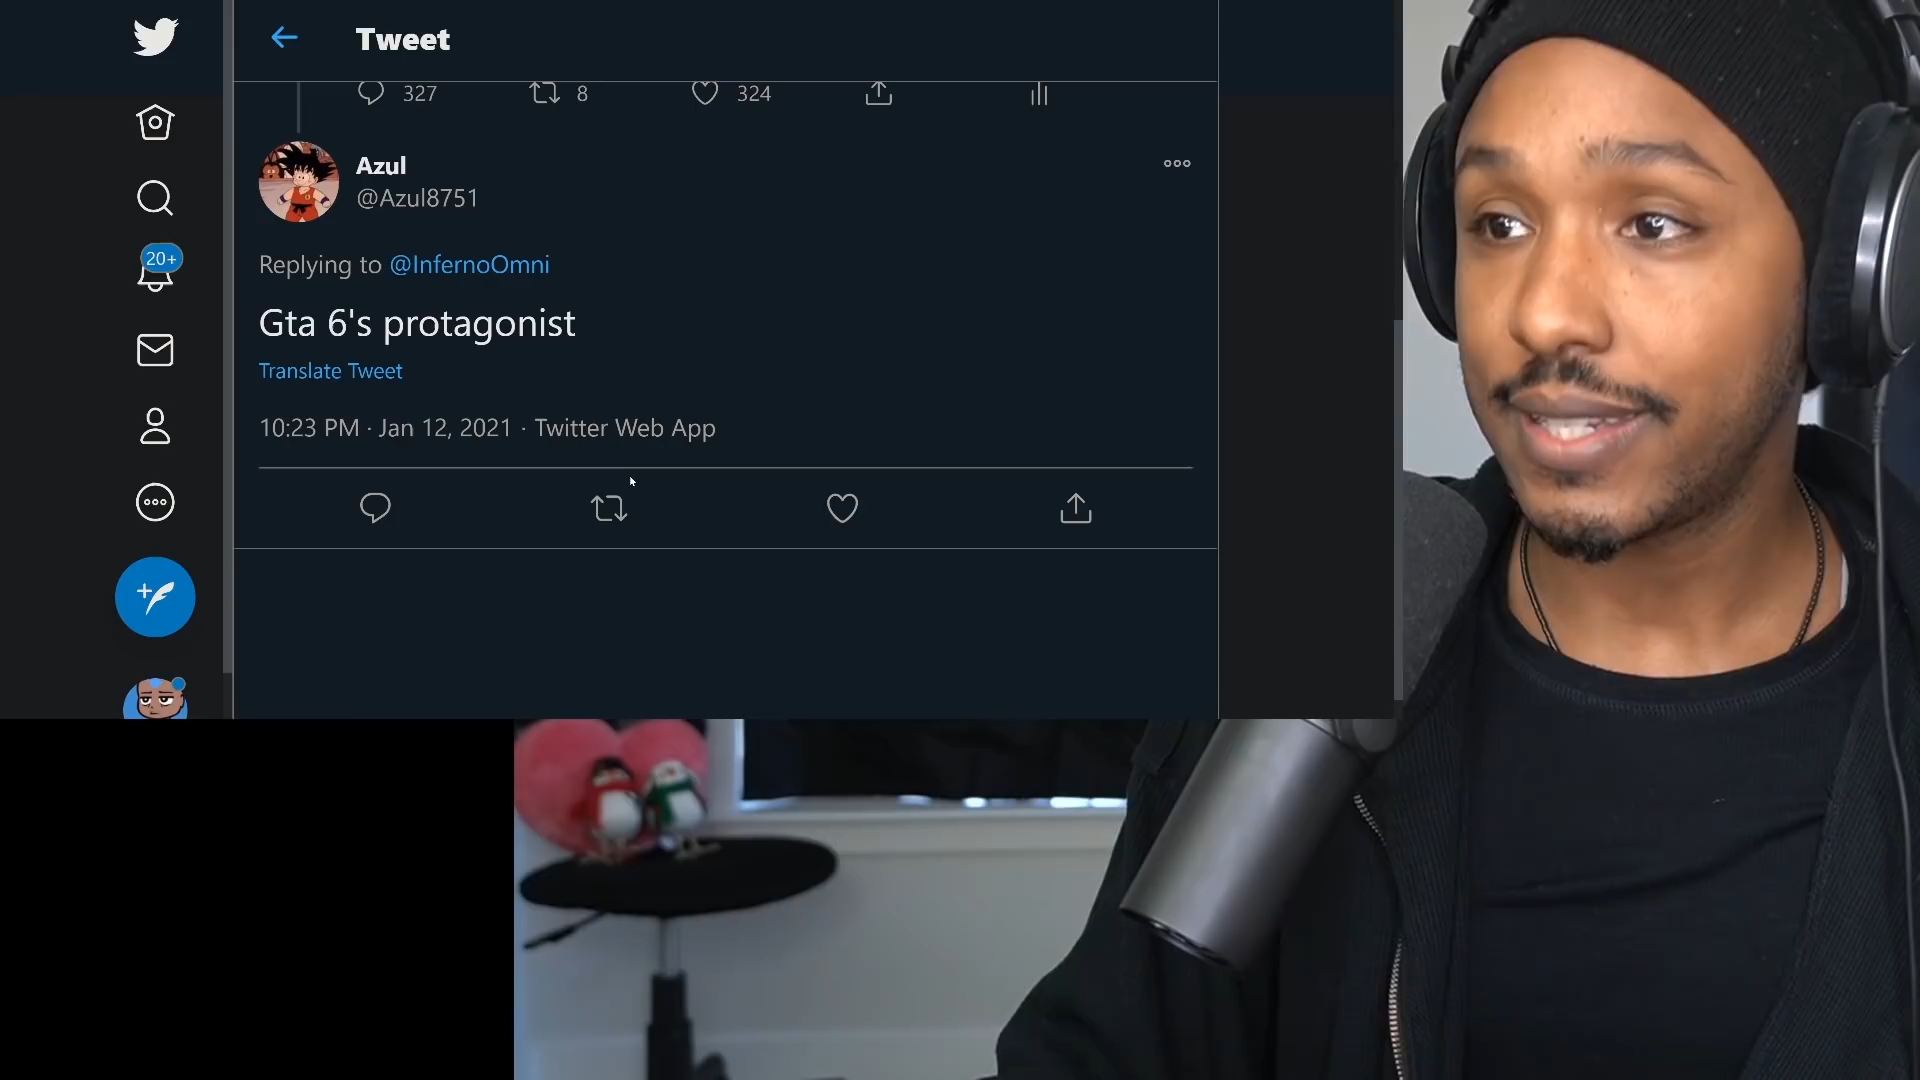 Tweet
327
8
324
Azul
@Azul8751
20+
Replying to @InfernoOmni
Gta 6's protagonist
Translate Tweet
10:23 PM · Jan 12, 2021 · Twitter Web App